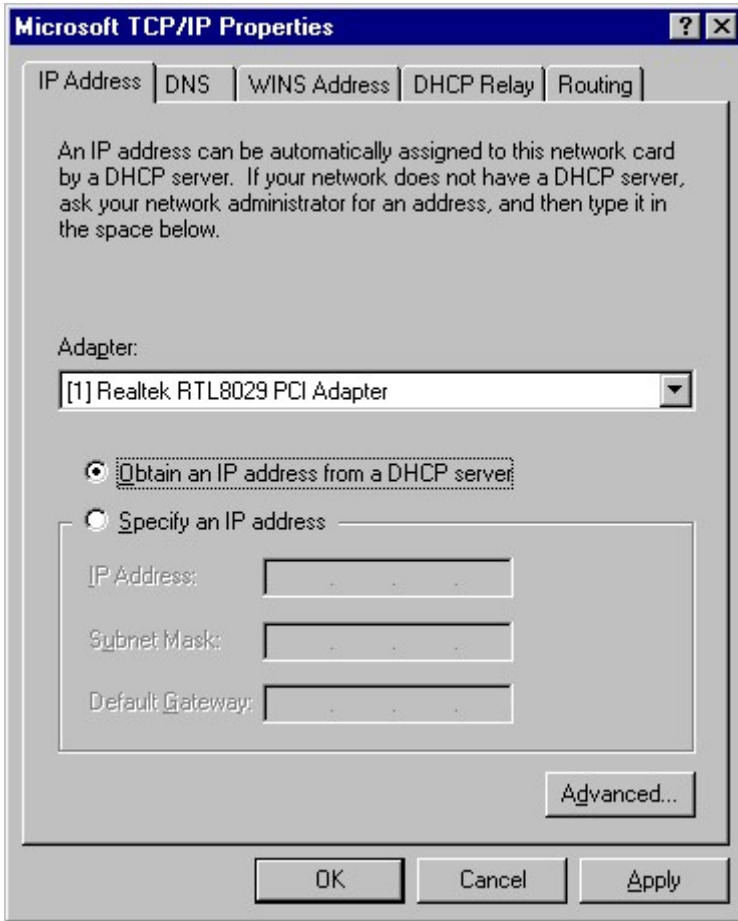 Microsoft TCP/IP Properties
IP Address DNS WINS Address DHCP Relay Routing
An IP address can be automatically assigned to this network card
by a DHCP server. If your network does not have a DHCP server,
ask your network administrator for an address, and then type it in
the space below.
Adapter:
[1] Realtek RTL8029 PCI Adapter
Obtain an IP address from a DHCP server
Specify an IP address
IP Address:
Subnet Mask:
Default Gateway:
Advanced...
OK Cancel Apply